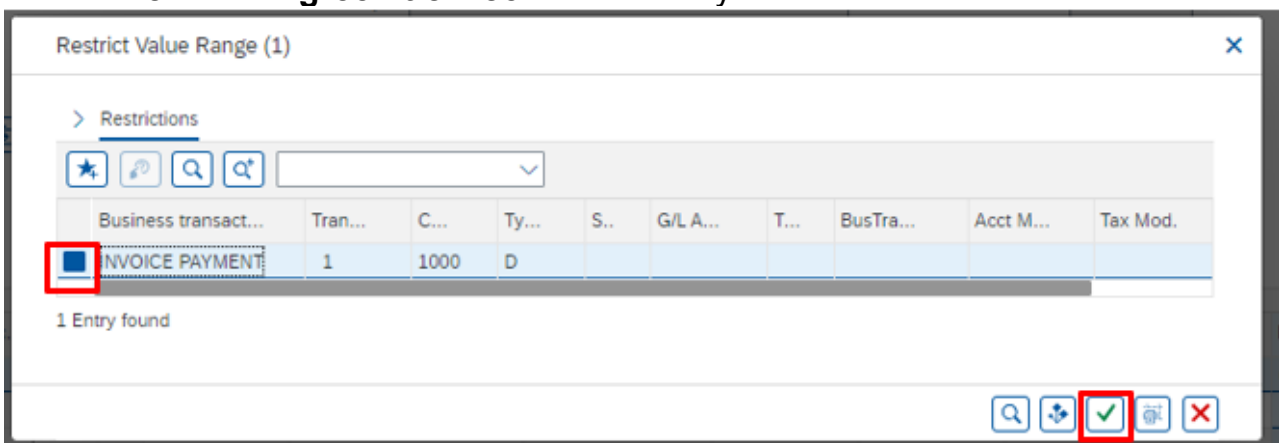 Restrict Value Range (1)
Restrictions
Business transact... Tran... C... Ty... S.. G/L A... T... BusTra... Acct M... Tax Mod.
INVOICE PAYMENT 1 1000 D
1 Entry found